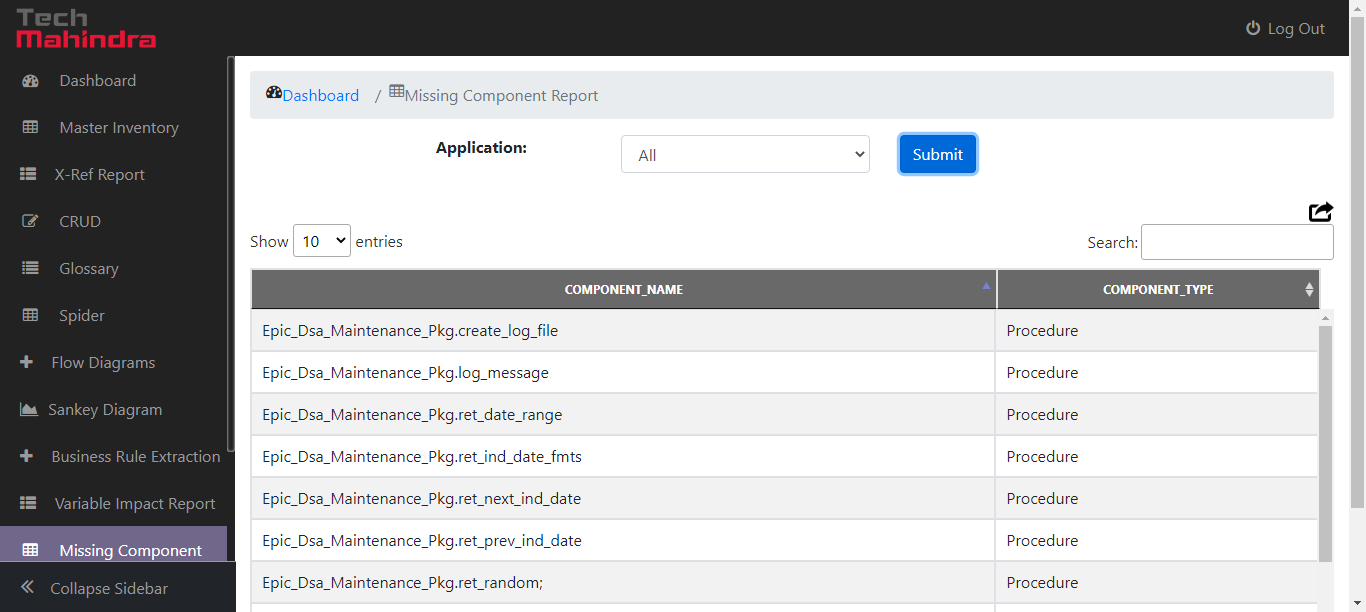 Tech
Mahindra
Log Out
Dashboard
Master Inventory
X-Ref Report
CRUD
Glossary
Spider
Flow Diagrams
Sankey Diagram
Business Rule Extraction
Variable Impact Report
Missing Component
Collapse Sidebar
Dashboard / Missing Component Report
Application: All Submit
Show 10 entries Search:
COMPONENT_NAME COMPONENT_TYPE
Epic_Dsa_Maintenance_Pkg.create_log_file Procedure
Epic_Dsa_Maintenance_Pkg.log_message Procedure
Epic_Dsa_Maintenance_Pkg.ret_date_range Procedure
Epic_Dsa_Maintenance_Pkg.ret_ind_date_fmts Procedure
Epic_Dsa_Maintenance_Pkg.ret_next_ind_date Procedure
Epic_Dsa_Maintenance_Pkg.ret_prev_ind_date Procedure
Epic_Dsa_Maintenance_Pkg.ret_random; Procedure